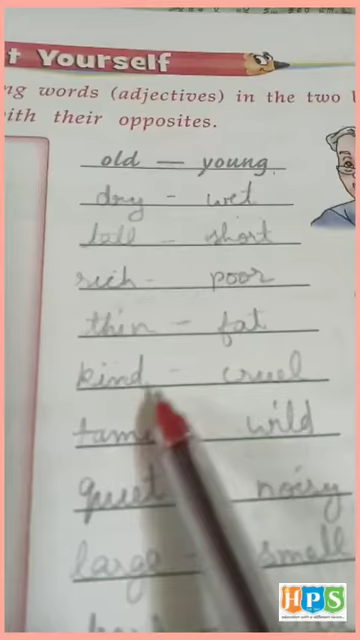 t Yourself
ng words (adjectives) in the two
ith their opposites.
old — young
dry - wet
tall - short
rich - poor
thin - fat
kind - cruel
tame wild
quiet noisy
large - small
HPS